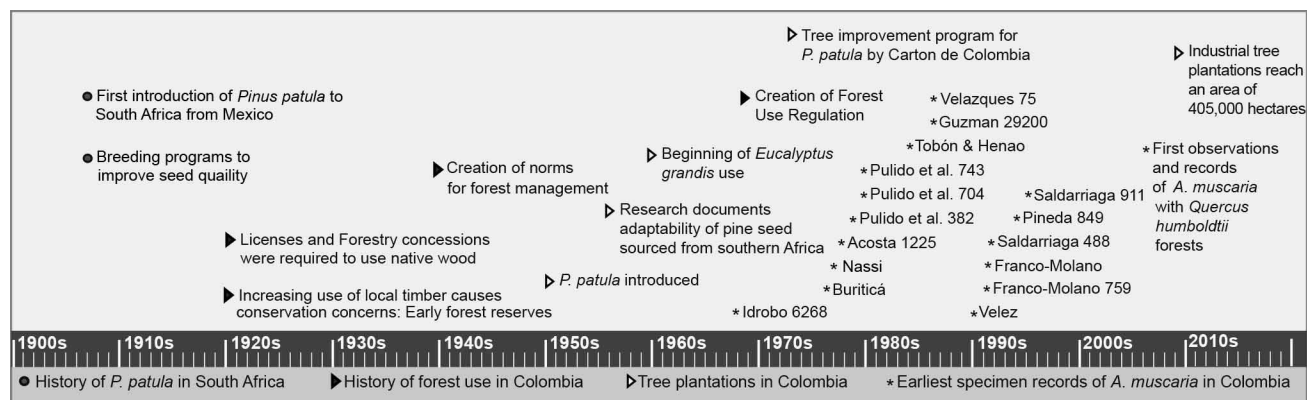 Tree improvement program for
P. patula by Carton de Colombia
Industrial tree
plantations reach
an area of
405,000 hectares
First introduction of Pinus patula to
South Africa from Mexico
Creation of Forest
Use Regulation
*Velazques 75
*Guzman 29200
*Tobón & Henao
Breeding programs to
improve seed quaility
Creation of norms
for forest management
Beginning of Eucalyptus
grandis use
*Pulido et al. 743
*Pulido et al. 704
*Pulido et al. 382
*First observations
and records
of A. muscaria
with Quercus
humboldtii
forests
*Saldarriaga 911
*Pineda 849
*Saldarriaga 488
Research documents
adaptability of pine seed
sourced from southern Africa
*Acosta 1225
Licenses and Forestry concessions
were required to use native wood
P. patula introduced
*Nassi
*Franco-Molano
*Buriticá
*Franco-Molano 759
Increasing use of local timber causes
conservation concerns: Early forest reserves
*Idrobo 6268
*Velez
1900s 1910s 1920s 1930s 1940s 1950s 1960s 1970s 1980s 1990s 2000s 2010s
History of P. patula in South Africa
History of forest use in Colombia
Tree plantations in Colombia
*Earliest specimen records of A. muscaria in Colombia